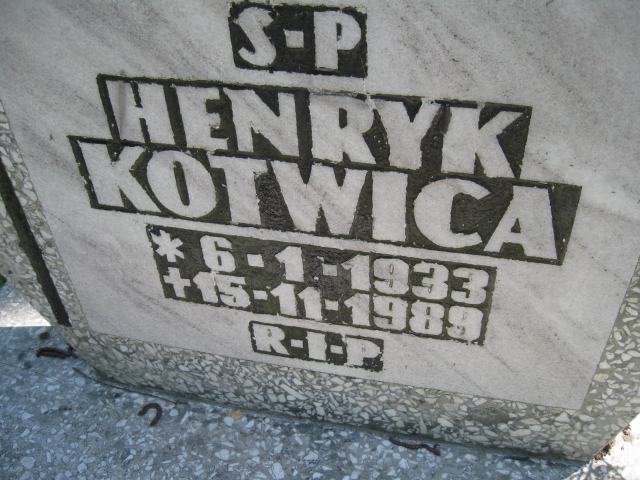 S-P
HENRYK
KOTWICA
* 6-1-1933
+15-11-1989
R-I-P